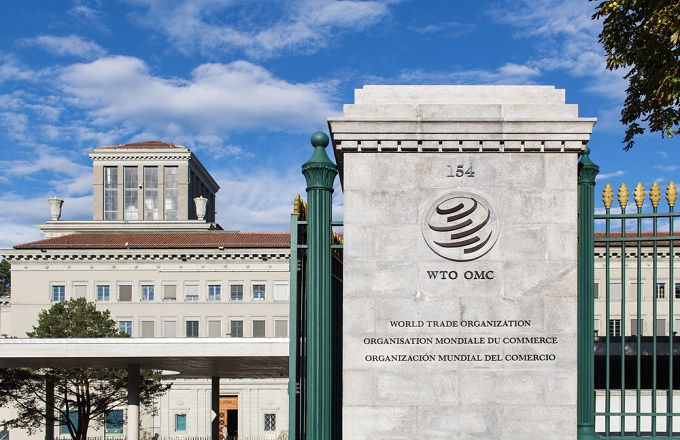 154
WTO OMC
WORLD TRADE ORGANIZATION
ORGANISATION MONDIALE DU COMMERCE
ORGANIZACIÓN MUNDIAL DEL COMERCIO